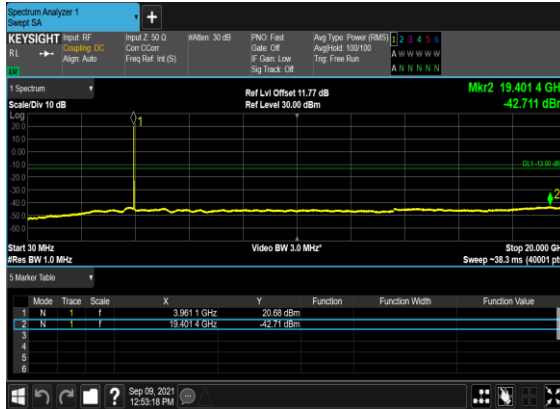 Spectrum Analyzer 1
Swept SA
+
KEYSIGHT Input: RF Input Z: 50 Ω #Atten: 30 dB PNO: Fast Avg Type: Power (RMS) 1 2 3 4 5 6
RL Coupling: DC Corr CCorr Gate: Off Avg|Hold: 100/100 A W W W W W
Align: Auto Freq Ref: Int (S) IF Gain: Low Trig: Free Run
LU Sig Track: Off A N N N N N
1 Spectrum Ref Lvl Offset 11.77 dB Mkr2 19.401 4 GH
Scale/Div 10 dB Ref Level 30.00 dBm -42.711 dBr
Log
20.0
10.0
0.00
-10.0
-20.0
-30.0
-40.0
-50.0
-60.0
1
DL1 -13.00 dB
2
Start 30 MHz Video BW 3.0 MHz* Stop 20.000 GH
#Res BW 1.0 MHz Sweep ~38.3 ms (40001 pt
5 Marker Table
Mode Trace Scale X Y Function Function Width Function Value
1 N 1 f 3.961 1 GHz 20.68 dBm
2 N 1 f 19.401 4 GHz -42.71 dBm
3
4
5
6
? Sep 09, 2021
12:53:18 PM